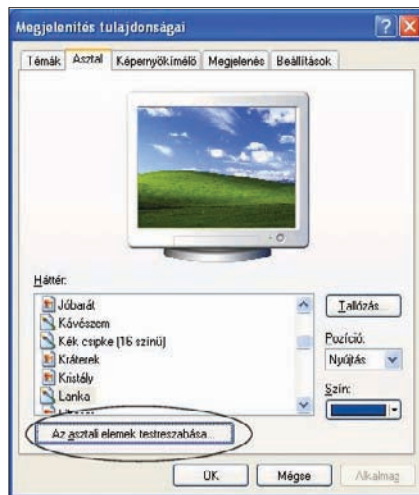 Megjelenítés tulajdonságai
Témák Asztal Képernyőkímélő Megjelenés Beállítások
Háttér:
Jóbarát
Tallózás...
Kávészem
Kék csipke (16 színű)
Pozíció:
Kráterek
Nyújtás
Kristály
Szín:
Lanka
Az asztali elemek testreszabása...
OK Mégse Alkalmaz